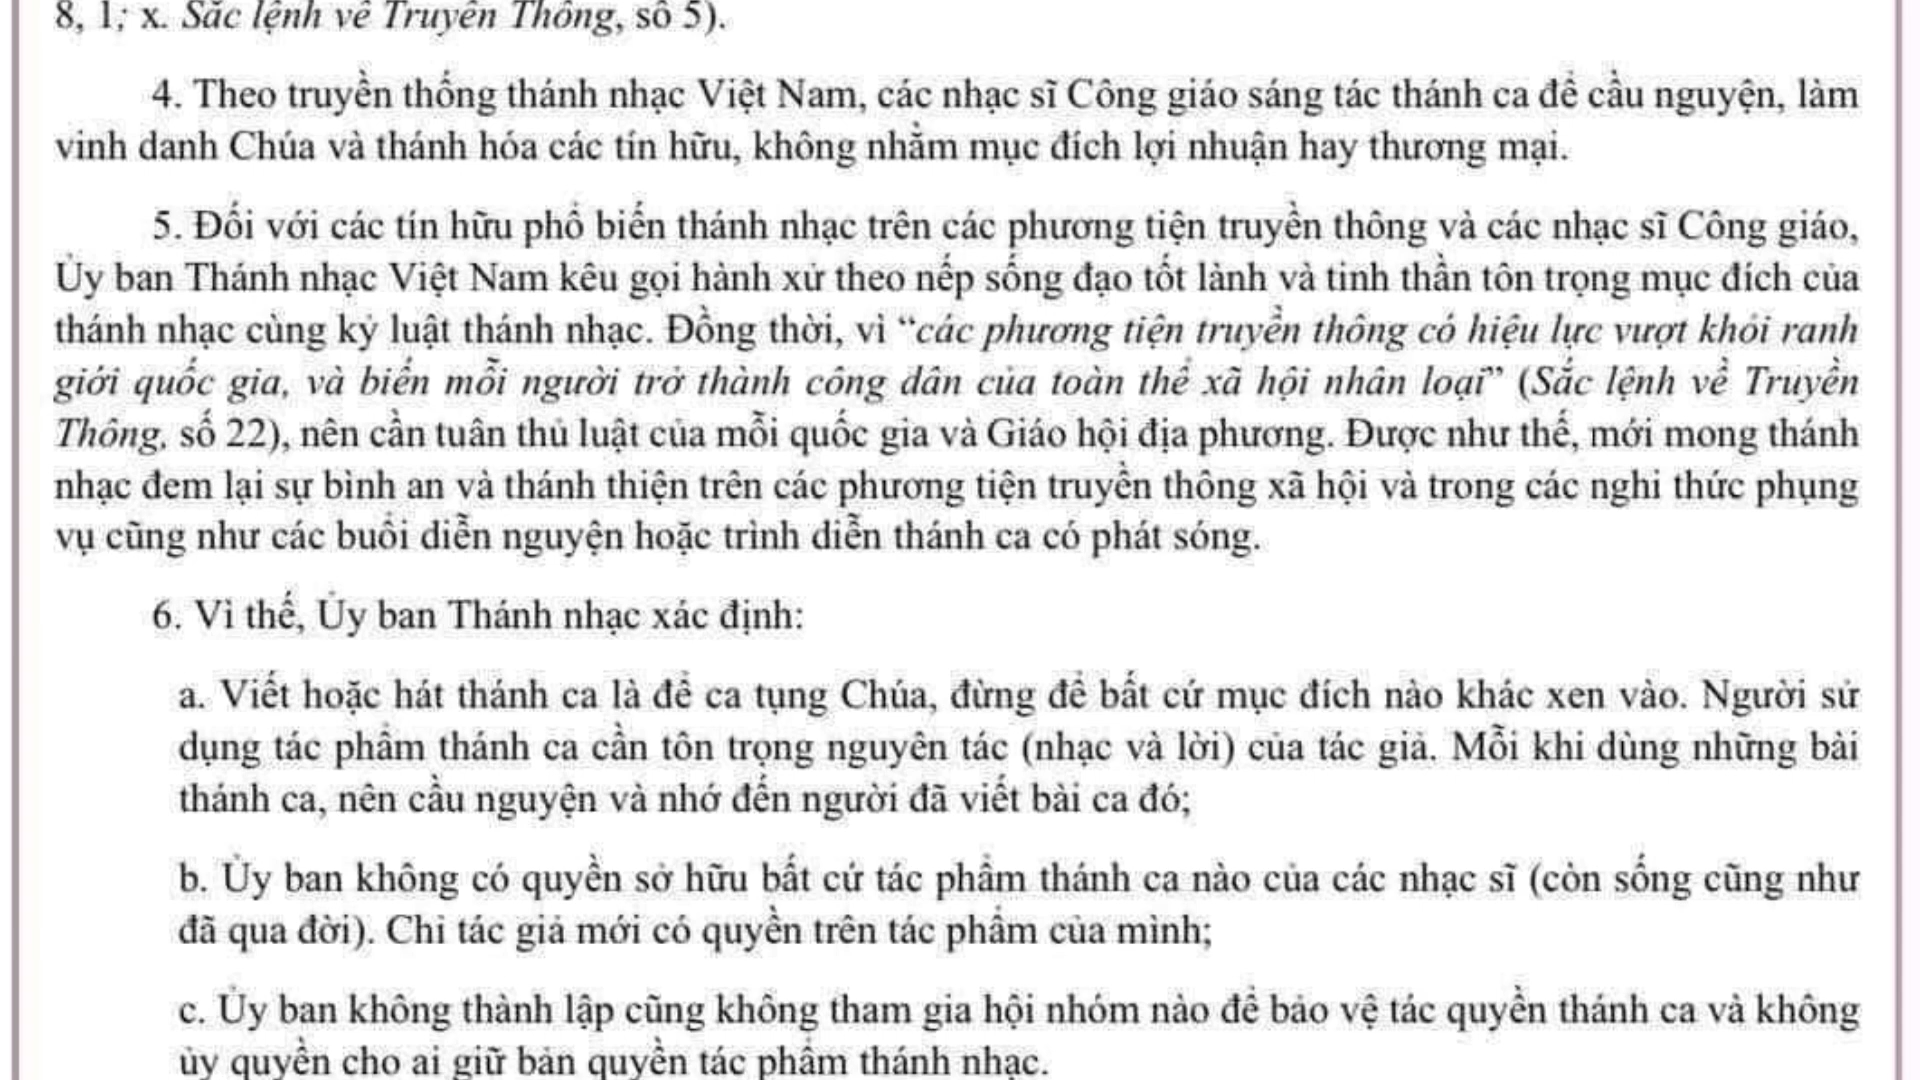 8, 1; x. Sắc lệnh về Truyền Thông, số 5).
4. Theo truyền thống thánh nhạc Việt Nam, các nhạc sĩ Công giáo sáng tác thánh ca để cầu nguyện, làm
vinh danh Chúa và thánh hóa các tín hữu, không nhằm mục đích lợi nhuận hay thương mại.
5. Đối với các tín hữu phổ biến thánh nhạc trên các phương tiện truyền thông và các nhạc sĩ Công giáo,
Ủy ban Thánh nhạc Việt Nam kêu gọi hành xử theo nếp sống đạo tốt lành và tinh thần tôn trọng mục đích của
thánh nhạc cùng kỷ luật thánh nhạc. Đồng thời, vì “các phương tiện truyền thông có hiệu lực vượt khỏi ranh
giới quốc gia, và biến mỗi người trở thành công dân của toàn thể xã hội nhân loại” (Sắc lệnh về Truyền
Thông, số 22), nên cần tuân thủ luật của mỗi quốc gia và Giáo hội địa phương. Được như thế, mới mong thánh
nhạc đem lại sự bình an và thánh thiện trên các phương tiện truyền thông xã hội và trong các nghi thức phụng
vụ cũng như các buổi diễn nguyện hoặc trình diễn thánh ca có phát sóng.
6. Vì thế, Ủy ban Thánh nhạc xác định:
a. Viết hoặc hát thánh ca là để ca tụng Chúa, đừng để bất cứ mục đích nào khác xen vào. Người sử
dụng tác phẩm thánh ca cần tôn trọng nguyên tác (nhạc và lời) của tác giả. Mỗi khi dùng những bài
thánh ca, nên cầu nguyện và nhớ đến người đã viết bài ca đó;
b. Ủy ban không có quyền sở hữu bất cứ tác phẩm thánh ca nào của các nhạc sĩ (còn sống cũng như
đã qua đời). Chỉ tác giả mới có quyền trên tác phẩm của mình;
c. Ủy ban không thành lập cũng không tham gia hội nhóm nào để bảo vệ tác quyền thánh ca và không
ủy quyền cho ai giữ bản quyền tác phẩm thánh nhạc.